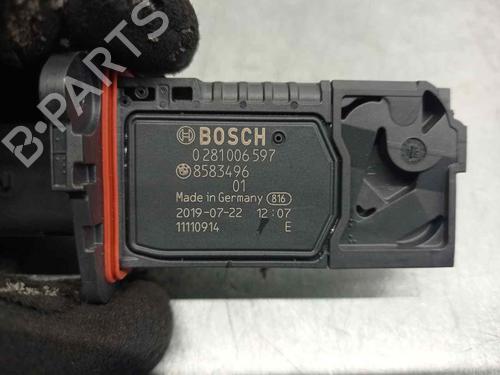 B-PARTS
BOSCH
0 281 006 597
8583496
01
Made in Germany 816
2019-07-22 12:07
11110914 E